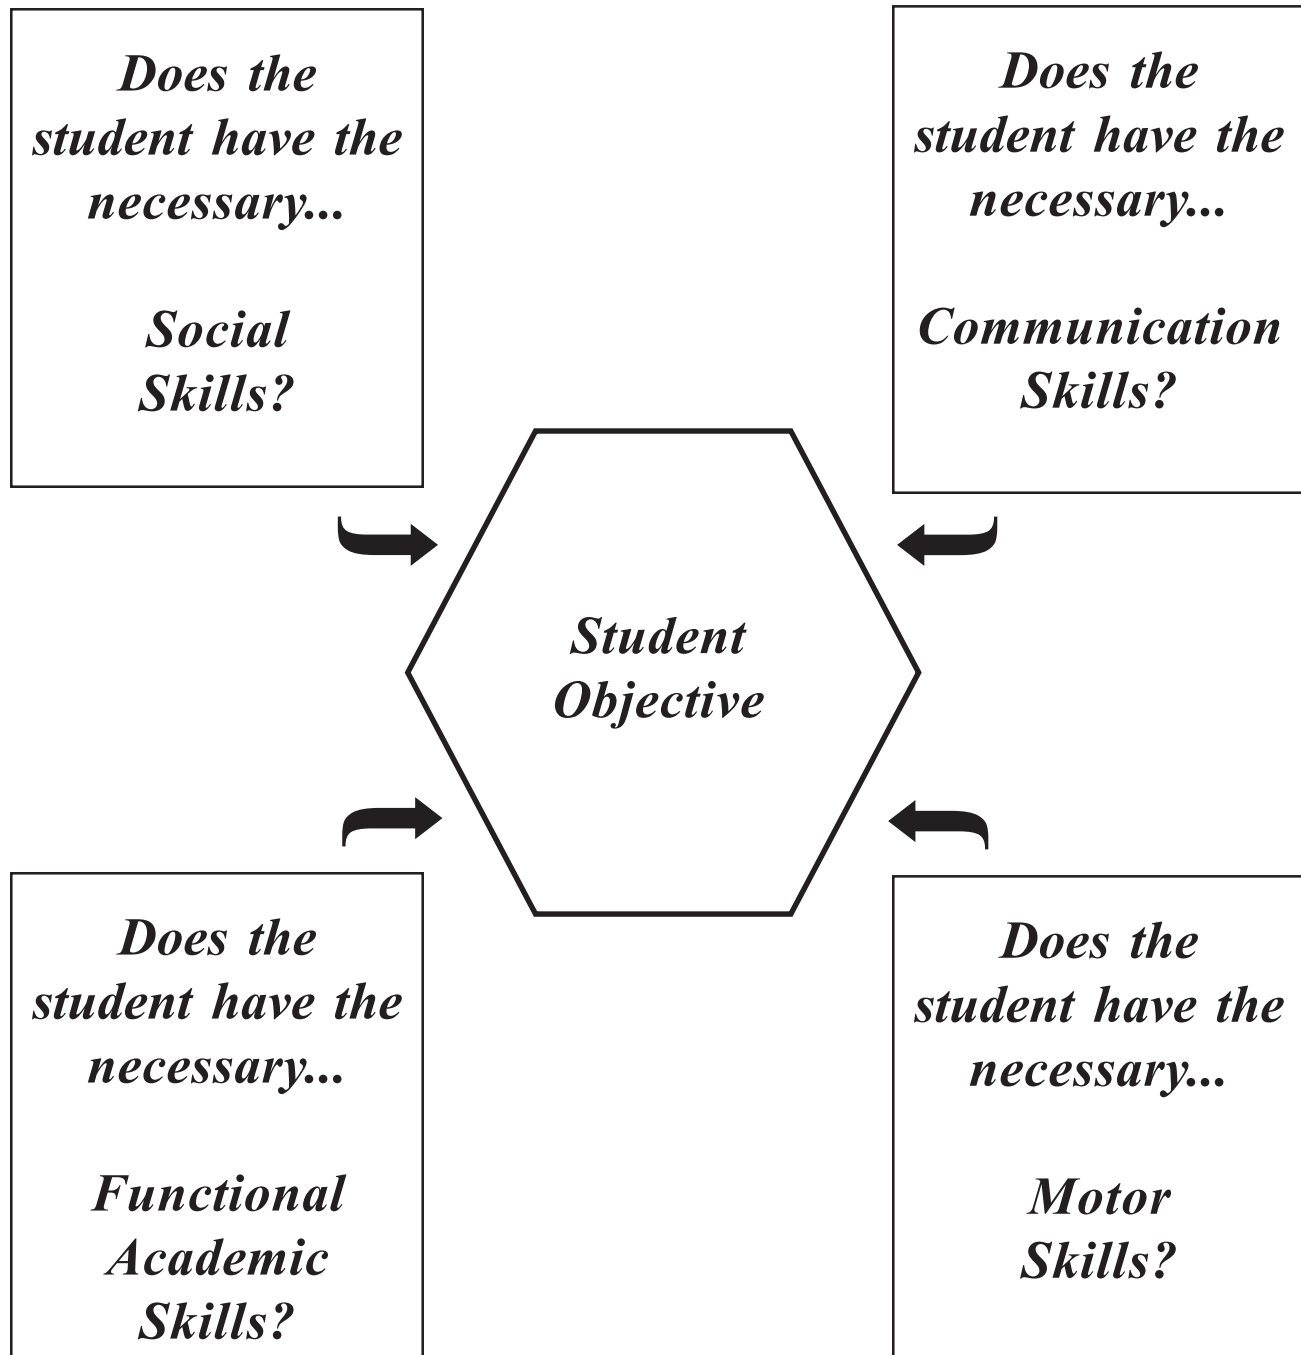 Does the
student have the
necessary...
Social
Skills?
Does the
student have the
necessary...
Communication
Skills?
Student
Objective
Does the
student have the
necessary...
Functional
Academic
Skills?
Does the
student have the
necessary...
Motor
Skills?